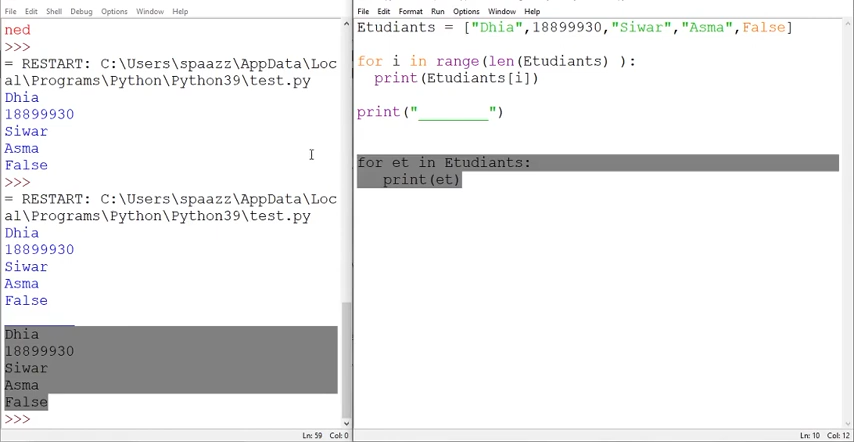 File Edit Shell Debug Options Window Help
ned
>>>
= RESTART: C:\Users\spaazz\AppData\Loc
al\Programs\Python\Python39\test.py
Dhia
18899930
Siwar
Asma
False
>>>
= RESTART: C:\Users\spaazz\AppData\Loc
al\Programs\Python\Python39\test.py
Dhia
18899930
Siwar
Asma
False
________
Dhia
18899930
Siwar
Asma
False
>>>
Ln: 59 Col: 0
File Edit Format Run Options Window Help
Etudiants = ["Dhia",18899930,"Siwar","Asma",False]
for i in range(len(Etudiants) ):
print(Etudiants[i])
print("________")
for et in Etudiants:
print(et)
Ln: 10 Col: 12